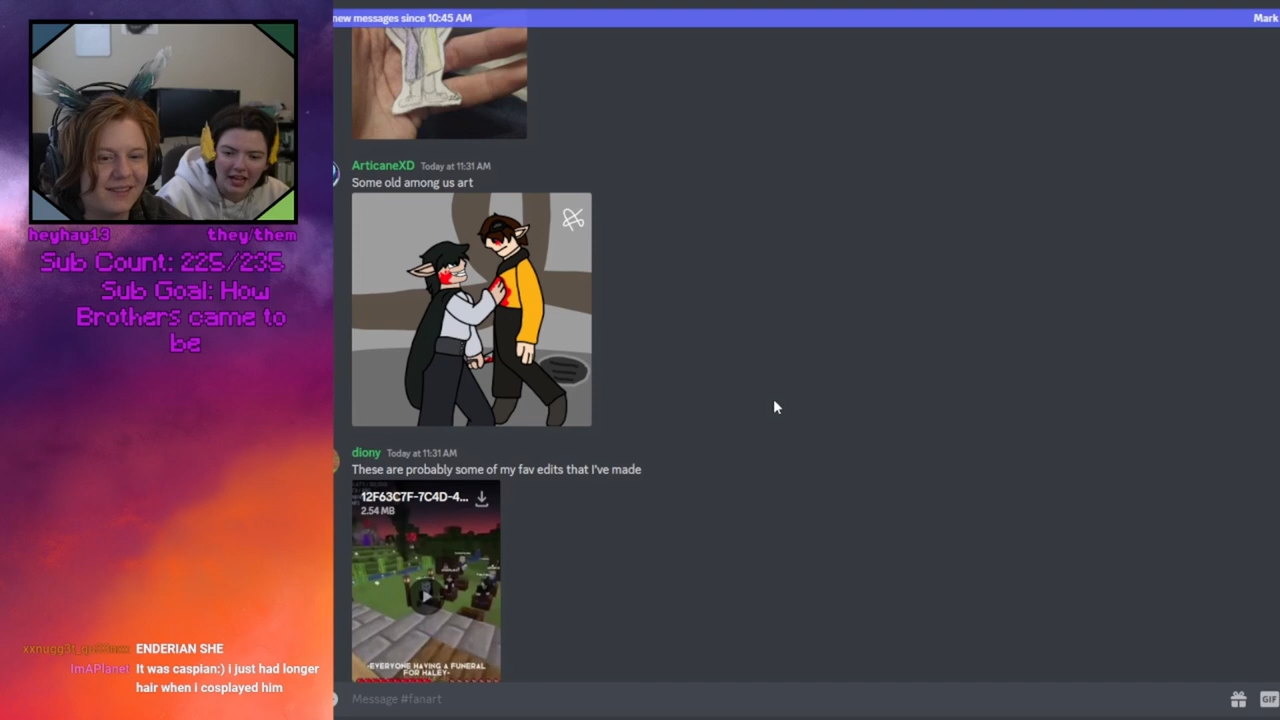 new messages since 10:45 AM
Mark
ArticaneXD Today at 11:31 AM
Some old among us art
diony Today at 11:31 AM
These are probably some of my fav edits that I've made
12F63C7F-7C4D-4...
2.54 MB
-EVERYONE HAVING A FUNERAL
FOR HALEY-
Message #fanart
GIF
heyhay13 they/them
Sub Count: 225/235
Sub Goal: How
Brothers came to
be
ENDERIAN SHE
ImAPlanet It was caspian:) i just had longer
hair when i cosplayed him